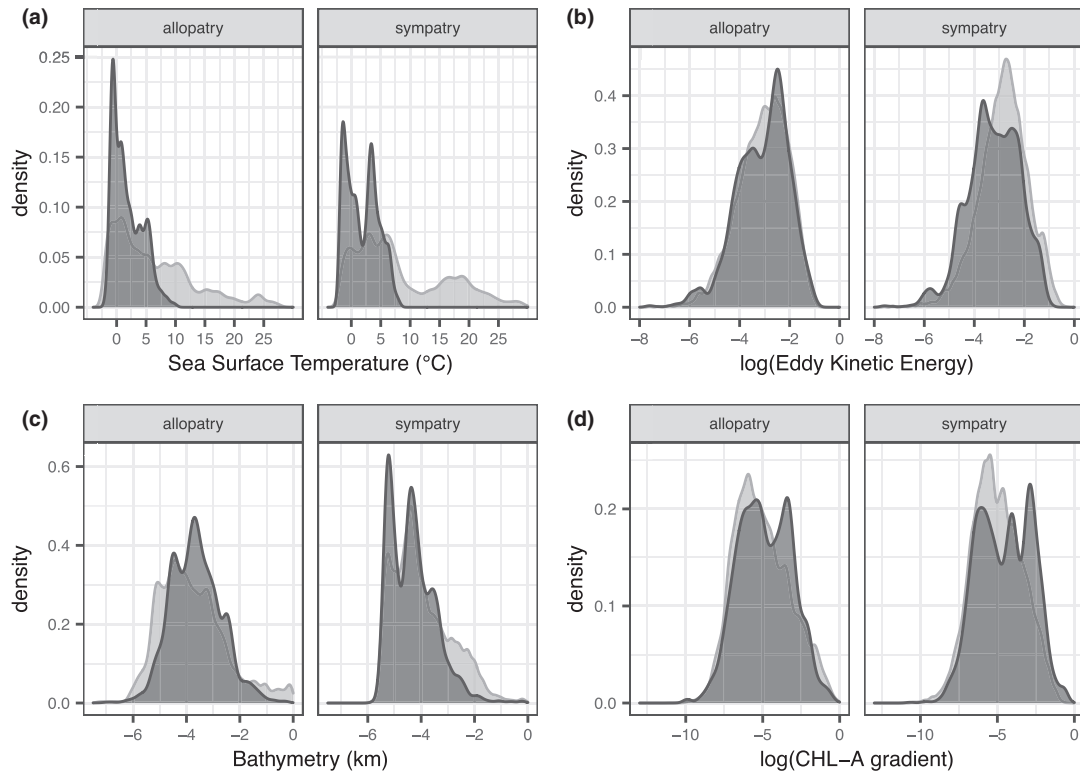 (a)
allopatry
sympatry
0.25
0.20
0.15
0.10
0.05
0.00
density
0 5 10 15 20 25
0 5 10 15 20 25
Sea Surface Temperature (°C)
(b)
allopatry
sympatry
0.4
0.3
0.2
0.1
0.0
density
−8 −6 −4 −2 0
−8 −6 −4 −2 0
log(Eddy Kinetic Energy)
(c)
allopatry
sympatry
0.6
0.4
0.2
0.0
density
−6 −4 −2 0
−6 −4 −2 0
Bathymetry (km)
(d)
allopatry
sympatry
0.2
0.1
0.0
density
−10 −5 0
−10 −5 0
log(CHL−A gradient)